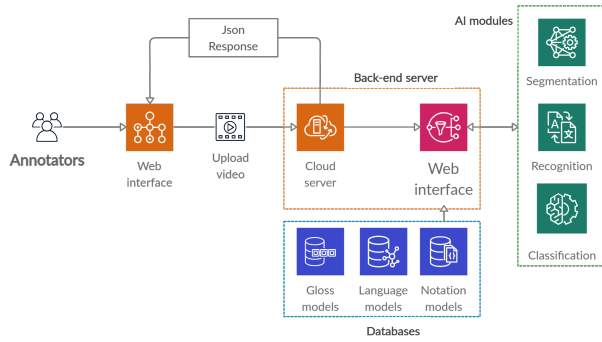 Json
Response
AI modules
Back-end server
Segmentation
Annotators
Web
interface
Upload
video
Cloud
server
Web
interface
Recognition
Classification
Gloss
models
Language
models
Notation
models
Databases